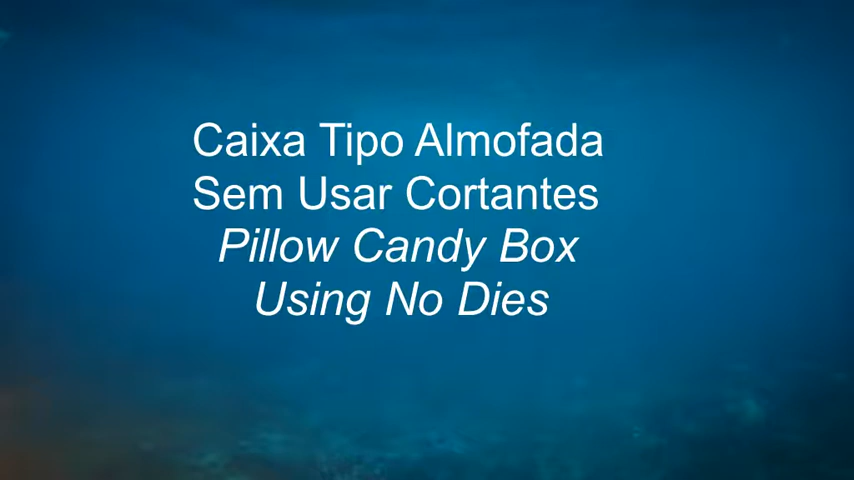 Caixa Tipo Almofada
Sem Usar Cortantes
Pillow Candy Box
Using No Dies